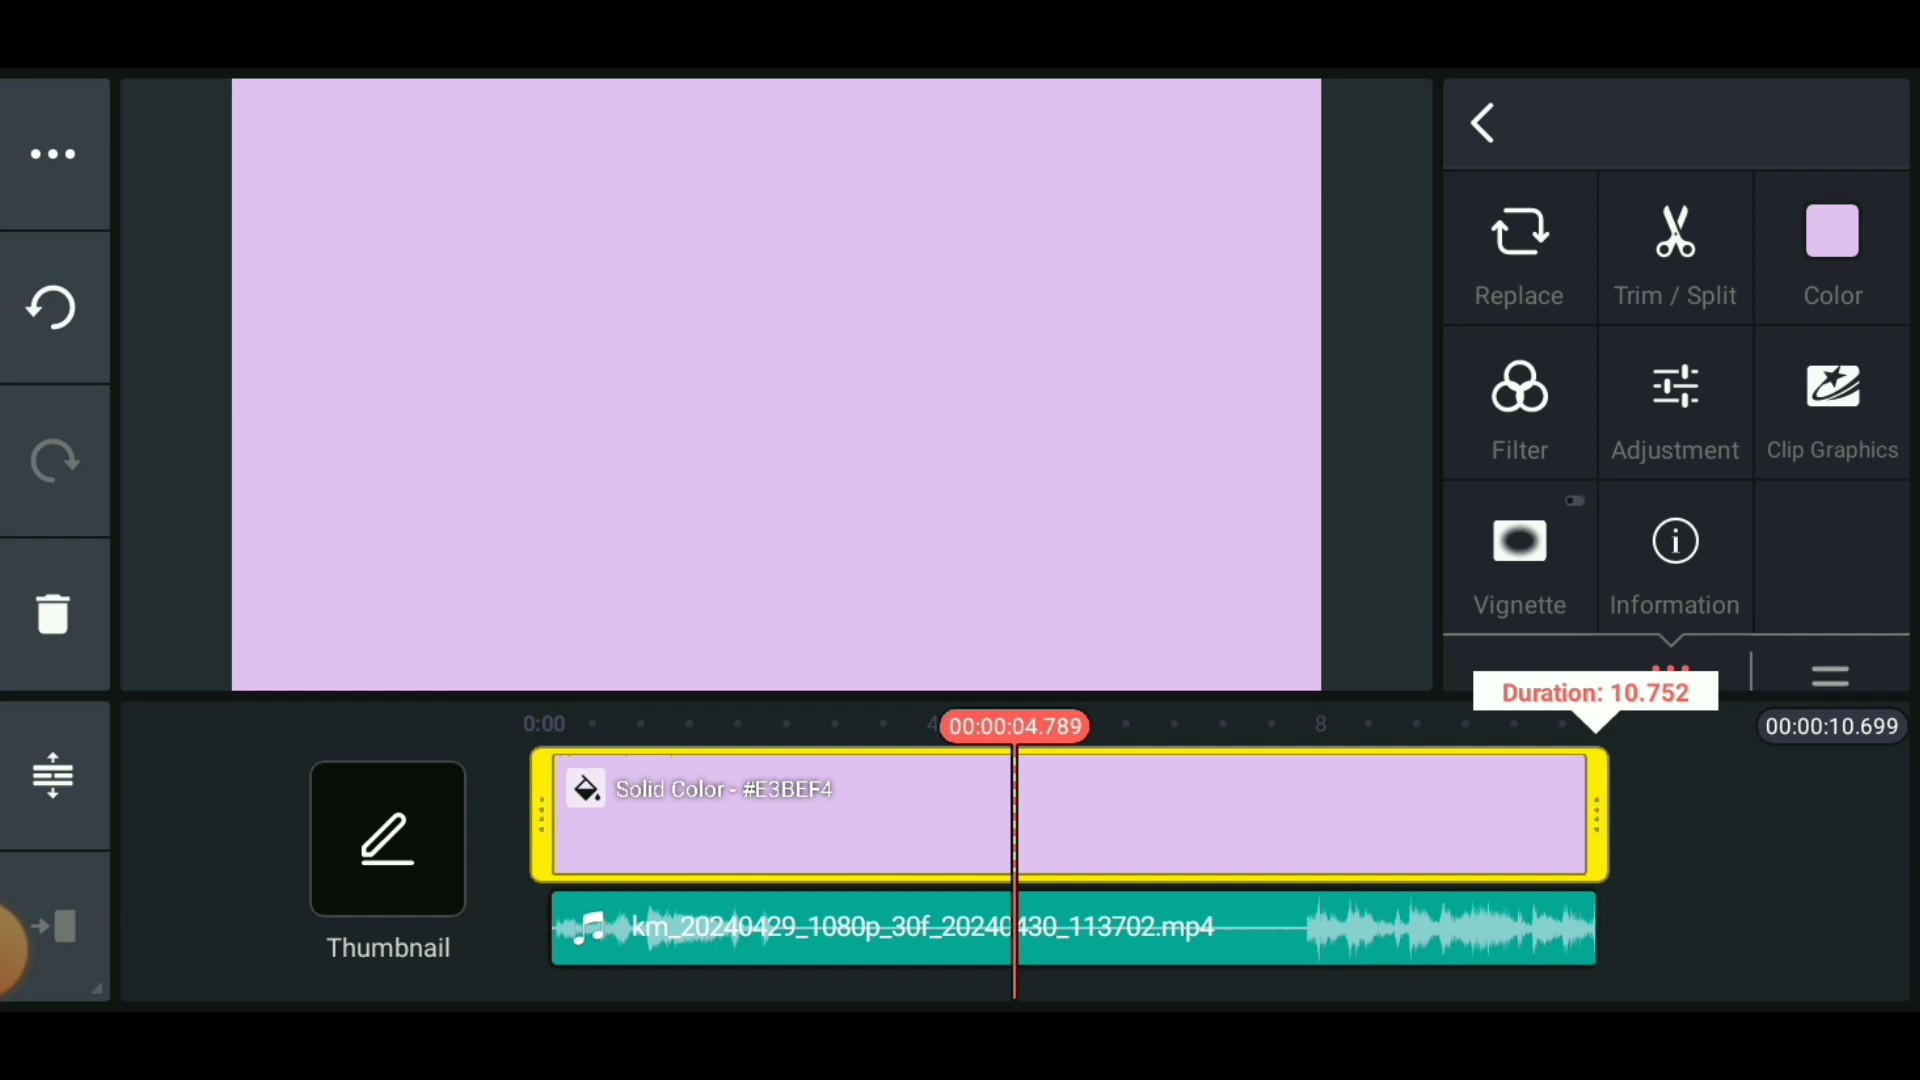 Replace
Trim / Split
Color
Filter
Adjustment
Clip Graphics
Vignette
Information
Duration: 10.752
0:00
4
00:00:04.789
8
00:00:10.699
Solid Color - #E3BEF4
km_20240429_1080p_30f_20240430_113702.mp4
Thumbnail